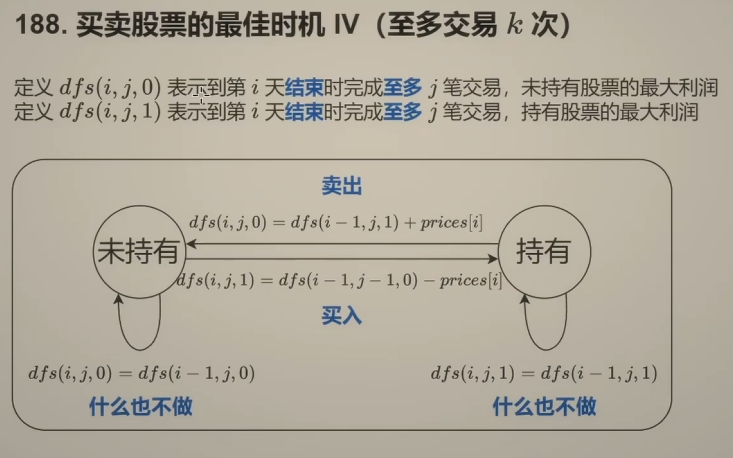 188. 买卖股票的最佳时机 IV（至多交易 k 次）
定义 dfs(i, j, 0) 表示到第 i 天结束时完成至多 j 笔交易，未持有股票的最大利润
定义 dfs(i, j, 1) 表示到第 i 天结束时完成至多 j 笔交易，持有股票的最大利润
卖出
dfs(i, j, 0) = dfs(i − 1, j, 1) + prices[i]
未持有
持有
dfs(i, j, 1) = dfs(i − 1, j − 1, 0) − prices[i]
买入
dfs(i, j, 0) = dfs(i − 1, j, 0)
dfs(i, j, 1) = dfs(i − 1, j, 1)
什么也不做
什么也不做